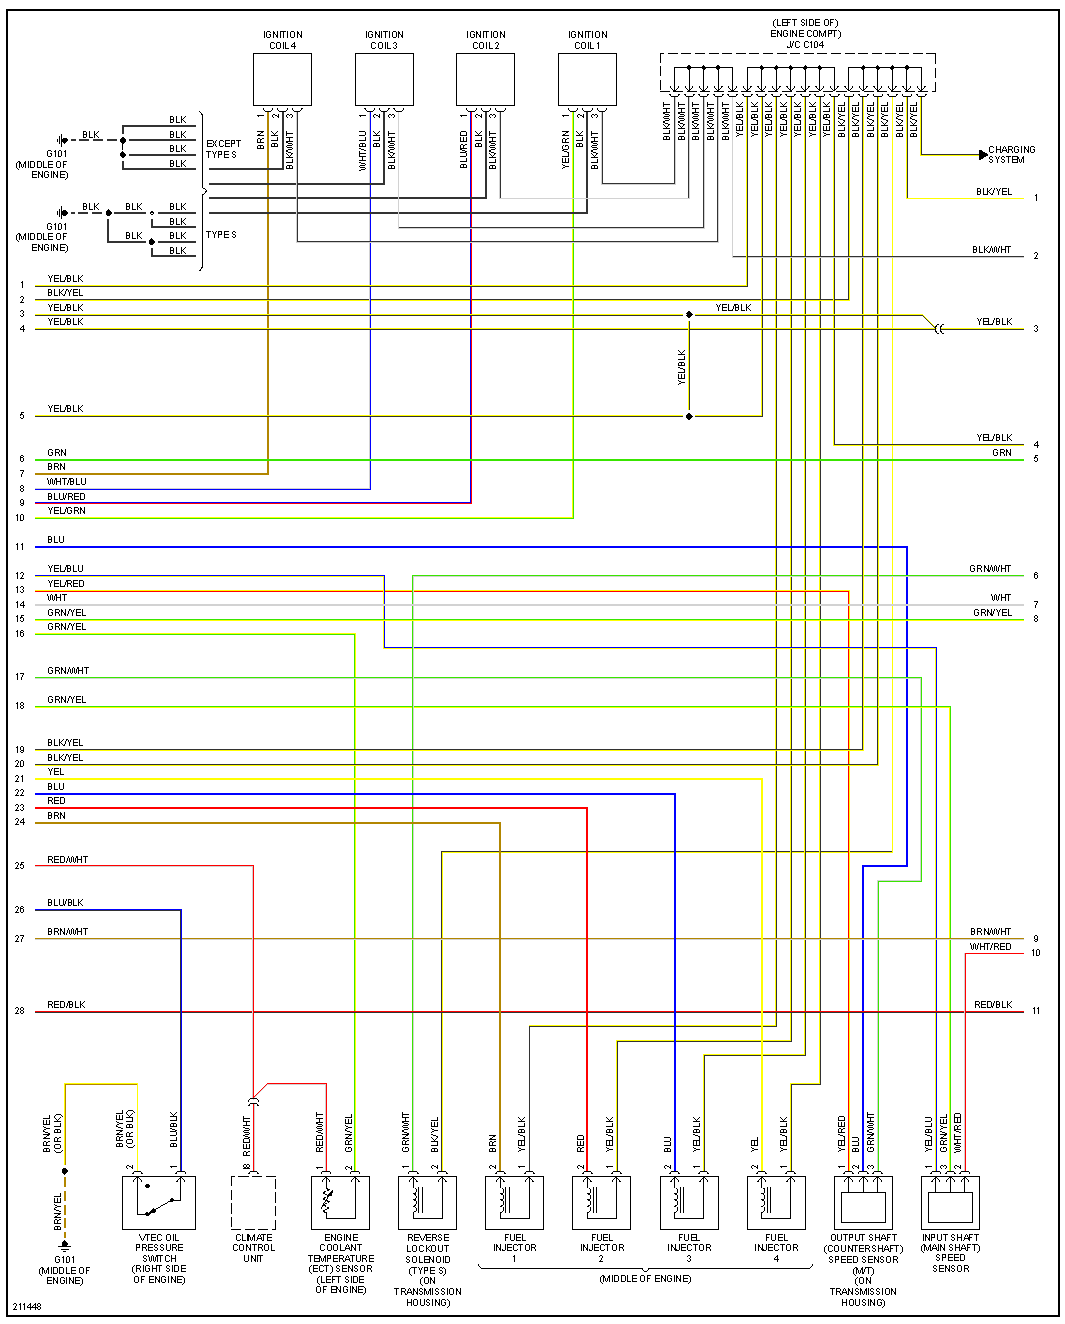 (LEFT SIDE OF)
ENGINE COMPT)
J/C C104
IGNITION
COIL 4
IGNITION
COIL 3
IGNITION
COIL 2
IGNITION
COIL 1
1 2 3
1 2 3
1 2 3
1 2 3
BRN
BLK
BLK/WHT
WHT/BLU
BLK
BLK/WHT
BLU/RED
BLK
BLK/WHT
YEL/GRN
BLK
BLK/WHT
BLK/WHT
BLK/WHT
BLK/WHT
BLK/WHT
BLK/WHT
YEL/BLK
YEL/BLK
YEL/BLK
YEL/BLK
YEL/BLK
YEL/BLK
YEL/BLK
BLK/YEL
BLK/YEL
BLK/YEL
BLK/YEL
BLK/YEL
BLK/YEL
BLK
BLK
BLK
BLK
BLK
G101
(MIDDLE OF
ENGINE)
EXCEPT
TYPE S
CHARGING
SYSTEM
BLK/YEL 1
BLK
BLK
BLK
BLK
BLK
BLK
BLK
G101
(MIDDLE OF
ENGINE)
TYPE S
BLK/WHT 2
1 YEL/BLK
2 BLK/YEL
3 YEL/BLK
YEL/BLK
4 YEL/BLK
YEL/BLK 3
YEL/BLK
5 YEL/BLK
YEL/BLK 4
6 GRN
GRN 5
7 BRN
8 WHT/BLU
9 BLU/RED
10 YEL/GRN
11 BLU
12 YEL/BLU
GRN/WHT 6
13 YEL/RED
14 WHT
WHT 7
15 GRN/YEL
GRN/YEL 8
16 GRN/YEL
17 GRN/WHT
18 GRN/YEL
19 BLK/YEL
20 BLK/YEL
21 YEL
22 BLU
23 RED
24 BRN
25 RED/WHT
26 BLU/BLK
27 BRN/WHT
BRN/WHT 9
WHT/RED 10
28 RED/BLK
RED/BLK 11
BRN/YEL
(OR BLK)
BRN/YEL
(OR BLK)
BLU/BLK
RED/WHT
RED/WHT
GRN/YEL
GRN/WHT
BLK/YEL
BRN
YEL/BLK
RED
YEL/BLK
BLU
YEL/BLK
YEL
YEL/BLK
YEL/RED
BLU
GRN/WHT
YEL/BLU
GRN/YEL
WHT/RED
2 1
8
1 2
1 2
2 1
2 1
2 1
2 1
1 2 3
1 3 2
BRN/YEL
G101
(MIDDLE OF
ENGINE)
VTEC OIL
PRESSURE
SWITCH
(RIGHT SIDE
OF ENGINE)
CLIMATE
CONTROL
UNIT
ENGINE
COOLANT
TEMPERATURE
(ECT) SENSOR
(LEFT SIDE
OF ENGINE)
REVERSE
LOCKOUT
SOLENOID
(TYPE S)
(ON
TRANSMISSION
HOUSING)
FUEL
INJECTOR
1
FUEL
INJECTOR
2
FUEL
INJECTOR
3
FUEL
INJECTOR
4
(MIDDLE OF ENGINE)
OUTPUT SHAFT
(COUNTERSHAFT)
SPEED SENSOR
(M/T)
(ON
TRANSMISSION
HOUSING)
INPUT SHAFT
(MAIN SHAFT)
SPEED
SENSOR
211448